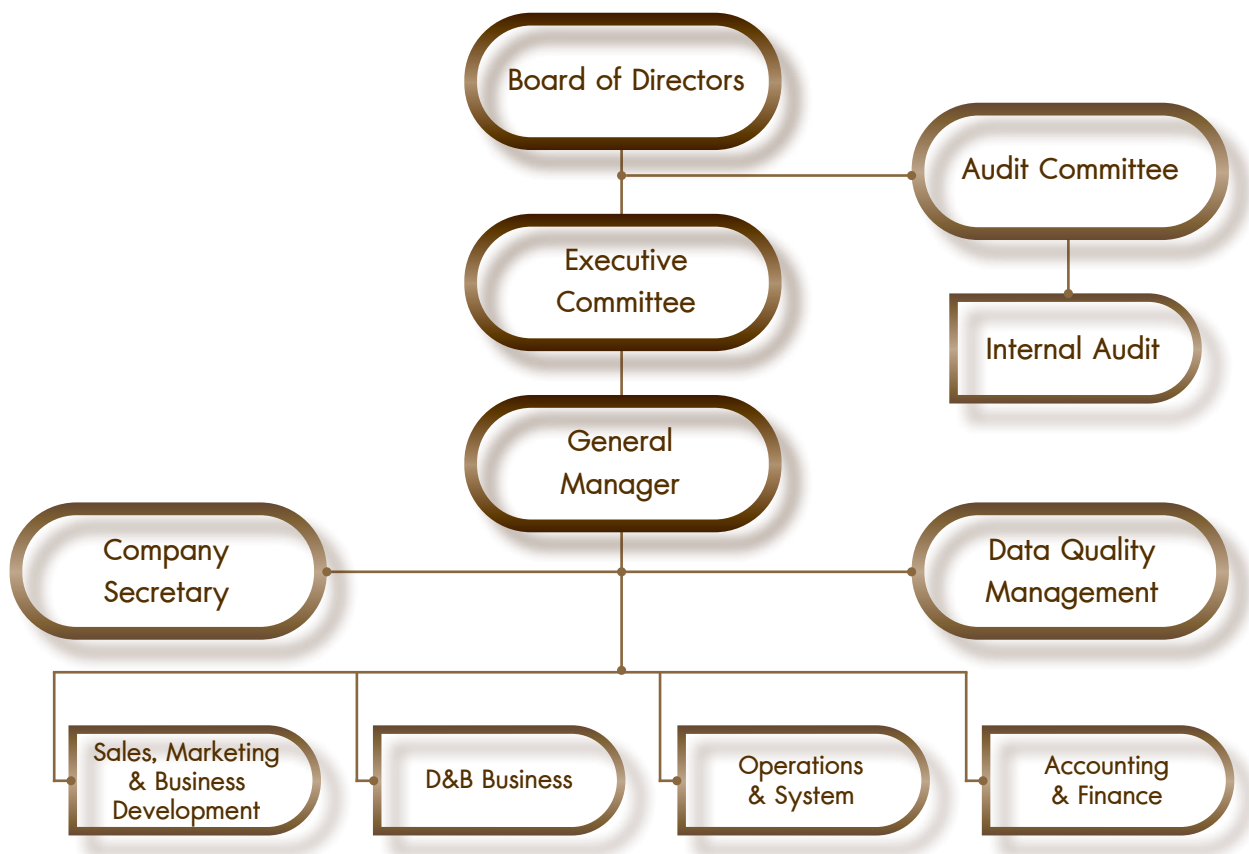 Board of Directors
Audit Committee
Executive
Committee
Internal Audit
General
Manager
Company
Secretary
Data Quality
Management
Sales, Marketing
& Business
Development
D&B Business
Operations
& System
Accounting
& Finance